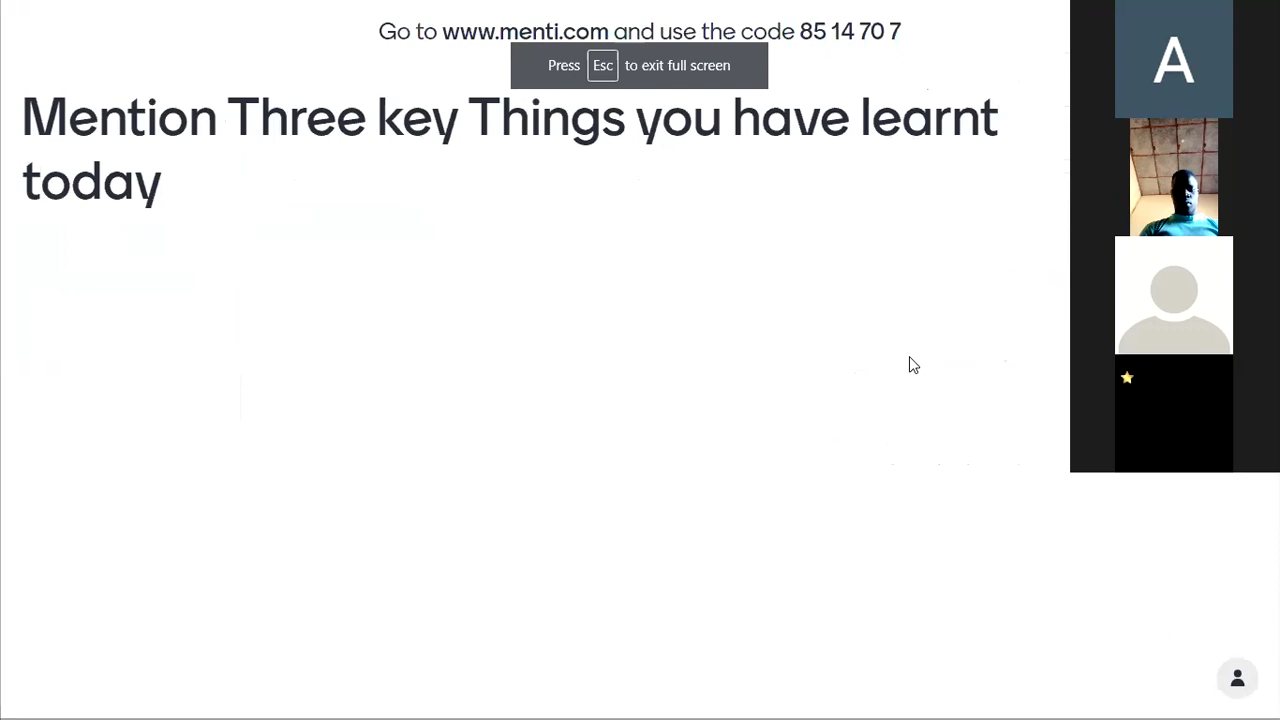 Go to www.menti.com and use the code 85 14 70 7
Press Esc to exit full screen
Mention Three key Things you have learnt
today
A